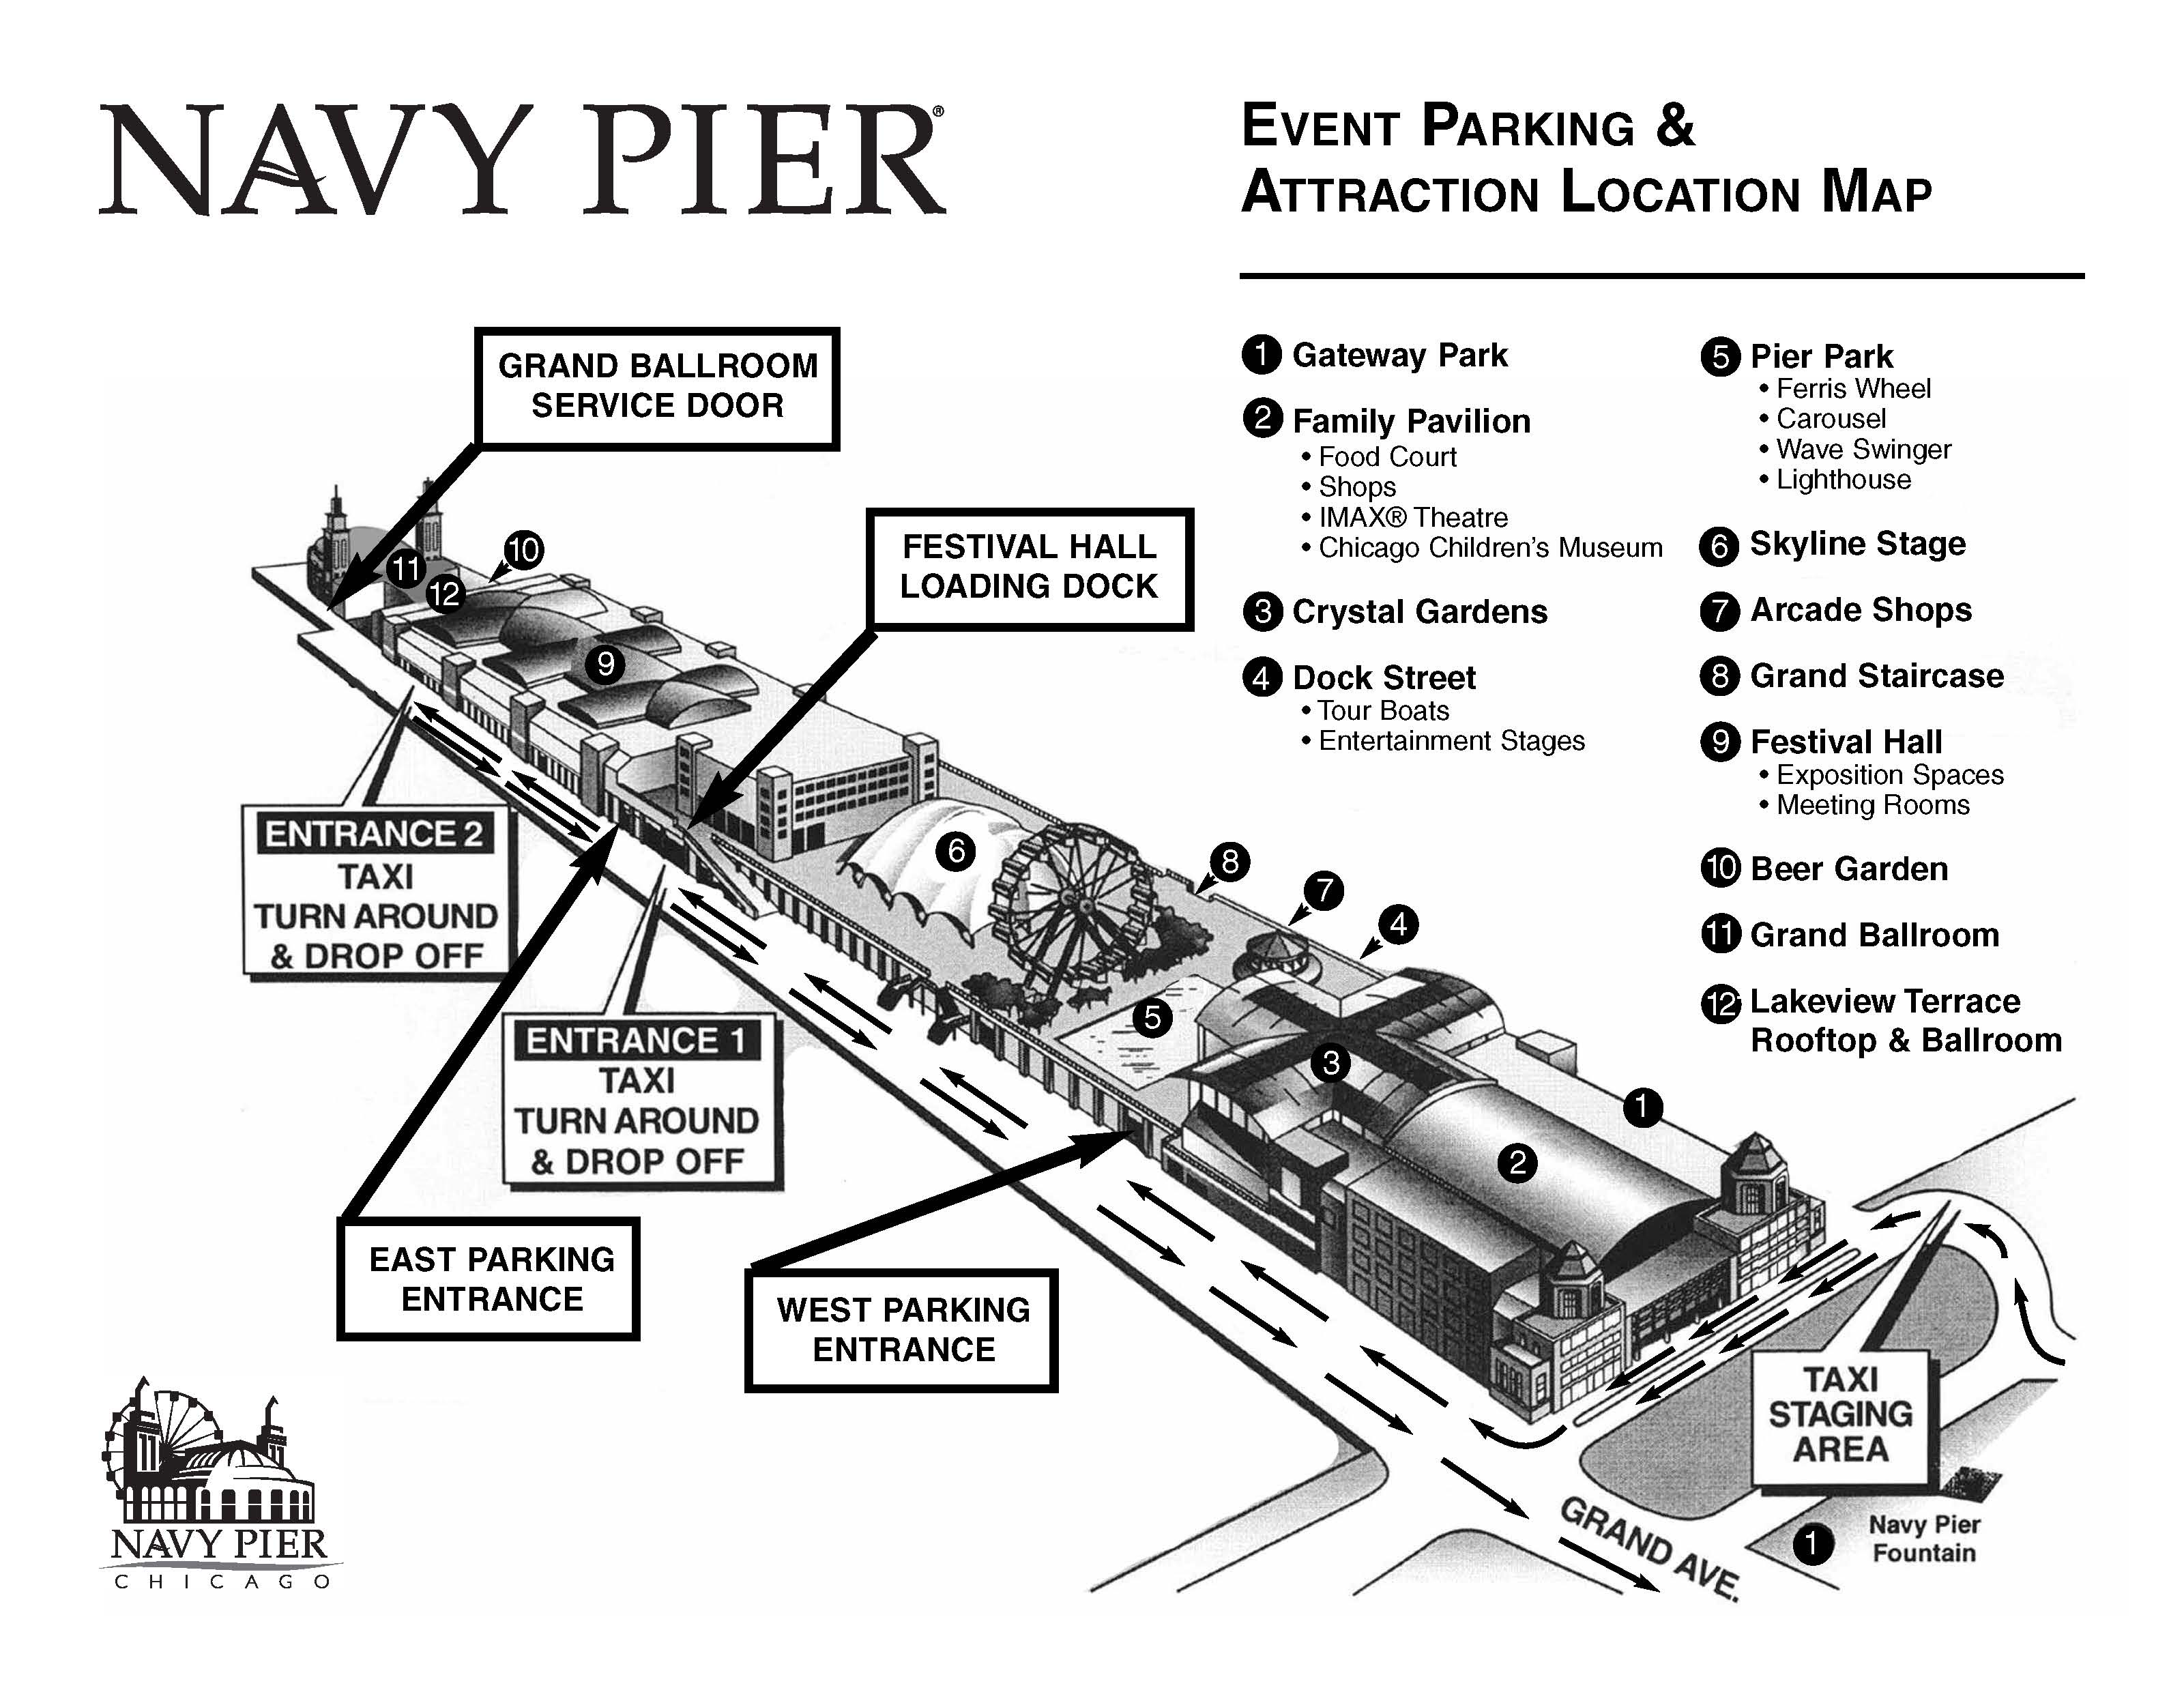 NAVY PIER®
EVENT PARKING &
ATTRACTION LOCATION MAP
1 Gateway Park
2 Family Pavilion
• Food Court
• Shops
• IMAX® Theatre
• Chicago Children's Museum
3 Crystal Gardens
4 Dock Street
• Tour Boats
• Entertainment Stages
5 Pier Park
• Ferris Wheel
• Carousel
• Wave Swinger
• Lighthouse
6 Skyline Stage
7 Arcade Shops
8 Grand Staircase
9 Festival Hall
• Exposition Spaces
• Meeting Rooms
10 Beer Garden
11 Grand Ballroom
12 Lakeview Terrace
Rooftop & Ballroom
GRAND BALLROOM
SERVICE DOOR
FESTIVAL HALL
LOADING DOCK
10
11
12
9
6
8
7
4
5
3
1
2
ENTRANCE 2
TAXI
TURN AROUND
& DROP OFF
ENTRANCE 1
TAXI
TURN AROUND
& DROP OFF
EAST PARKING
ENTRANCE
WEST PARKING
ENTRANCE
TAXI
STAGING
AREA
GRAND AVE.
1
Navy Pier
Fountain
NAVY PIER
CHICAGO